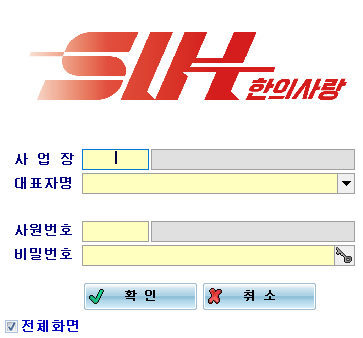 SIH 한의사랑
사 업 장
대표자명
사원번호
비밀번호
확 인 취 소
전체화면